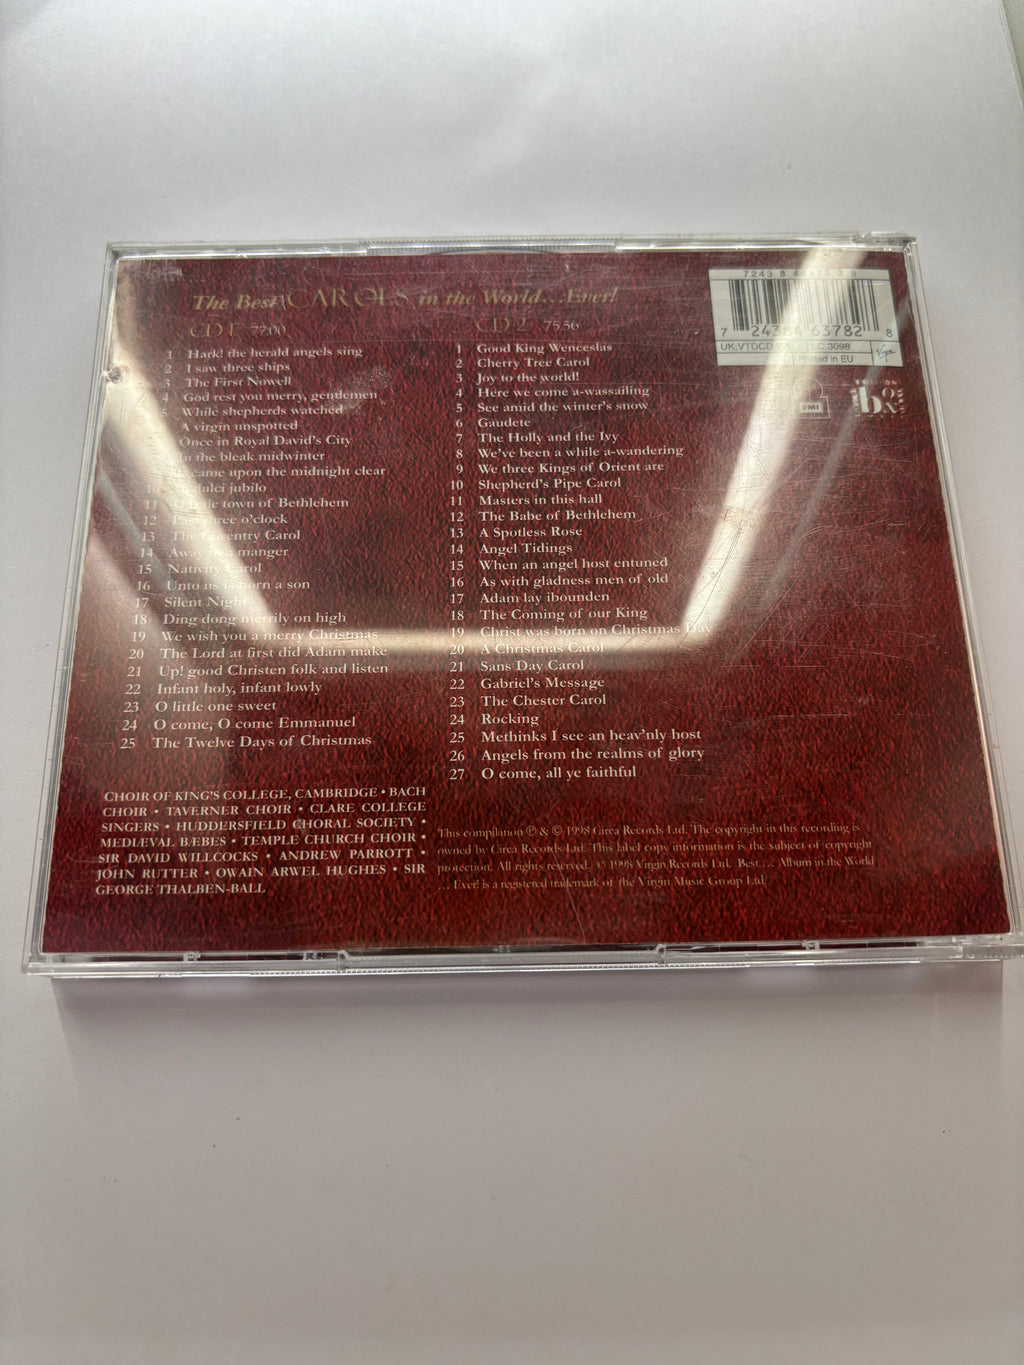 The Best CAROLS in the World...Ever!
CD 1 77.00
1 Hark! the herald angels sing
2 I saw three ships
3 The First Nowell
4 God rest you merry, gentlemen
5 While shepherds watched
A virgin unspotted
Once in Royal David's City
In the bleak midwinter
came upon the midnight clear
10 dulci jubilo
11 O little town of Bethlehem
12 Past three o'clock
13 The Coventry Carol
14 Away in a manger
15 Nativity Carol
16 Unto us is born a son
17 Silent Night
18 Ding dong merrily on high
19 We wish you a merry Christmas
20 The Lord at first did Adam make
21 Up! good Christen folk and listen
22 Infant holy, infant lowly
23 O little one sweet
24 O come, O come Emmanuel
25 The Twelve Days of Christmas
CD 2 75.56
1 Good King Wenceslas
2 Cherry Tree Carol
3 Joy to the world!
4 Here we come a-wassailing
5 See amid the winter's snow
6 Gaudete
7 The Holly and the Ivy
8 We've been a while a-wandering
9 We three Kings of Orient are
10 Shepherd's Pipe Carol
11 Masters in this hall
12 The Babe of Bethlehem
13 A Spotless Rose
14 Angel Tidings
15 When an angel host entuned
16 As with gladness men of old
17 Adam lay ibounden
18 The Coming of our King
19 Christ was born on Christmas Day
20 A Christmas Carol
21 Sans Day Carol
22 Gabriel's Message
23 The Chester Carol
24 Rocking
25 Methinks I see an heav'nly host
26 Angels from the realms of glory
27 O come, all ye faithful
7 24384 63782 8
UK:VTDCD
LC 3098
Printed in EU
Virgin
EMI
box
CHOIR OF KING'S COLLEGE, CAMBRIDGE • BACH
CHOIR • TAVERNER CHOIR • CLARE COLLEGE
SINGERS • HUDDERSFIELD CHORAL SOCIETY •
MEDIÆVAL BÆBES • TEMPLE CHURCH CHOIR •
SIR DAVID WILLCOCKS • ANDREW PARROTT •
JOHN RUTTER • OWAIN ARWEL HUGHES • SIR
GEORGE THALBEN-BALL
This compilation ℗ & © 1998 Circa Records Ltd. The copyright in this recording is
owned by Circa Records Ltd. This label copy information is the subject of copyright
protection. All rights reserved. © 1998 Virgin Records Ltd. Best... Album in the World
...Ever! is a registered trademark of the Virgin Music Group Ltd.